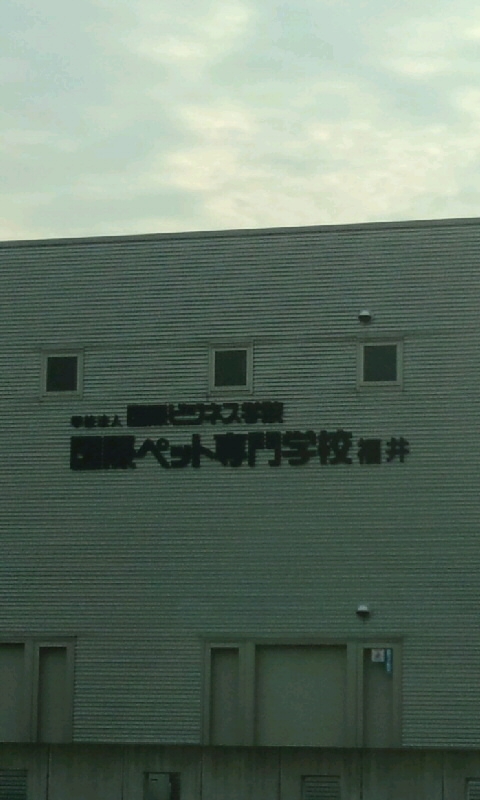 学校法人 国際ビジネス学院
国際ペット専門学校 福井